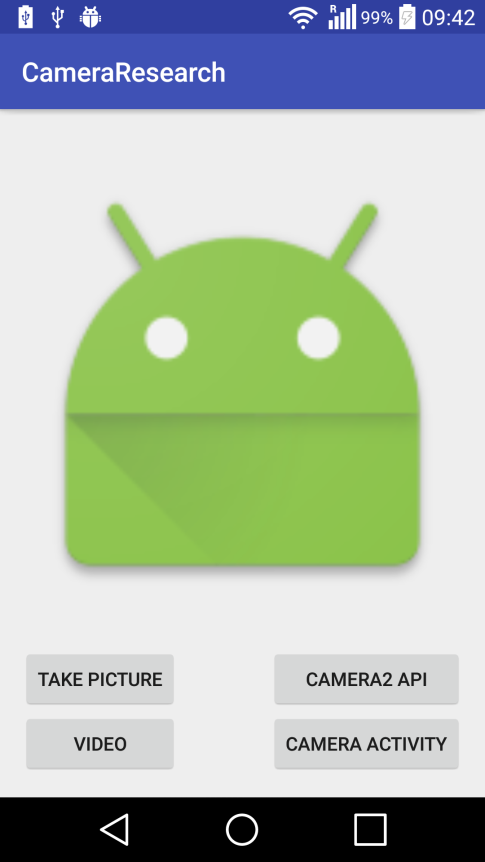 R 99% 09:42
CameraResearch
TAKE PICTURE CAMERA2 API
VIDEO CAMERA ACTIVITY